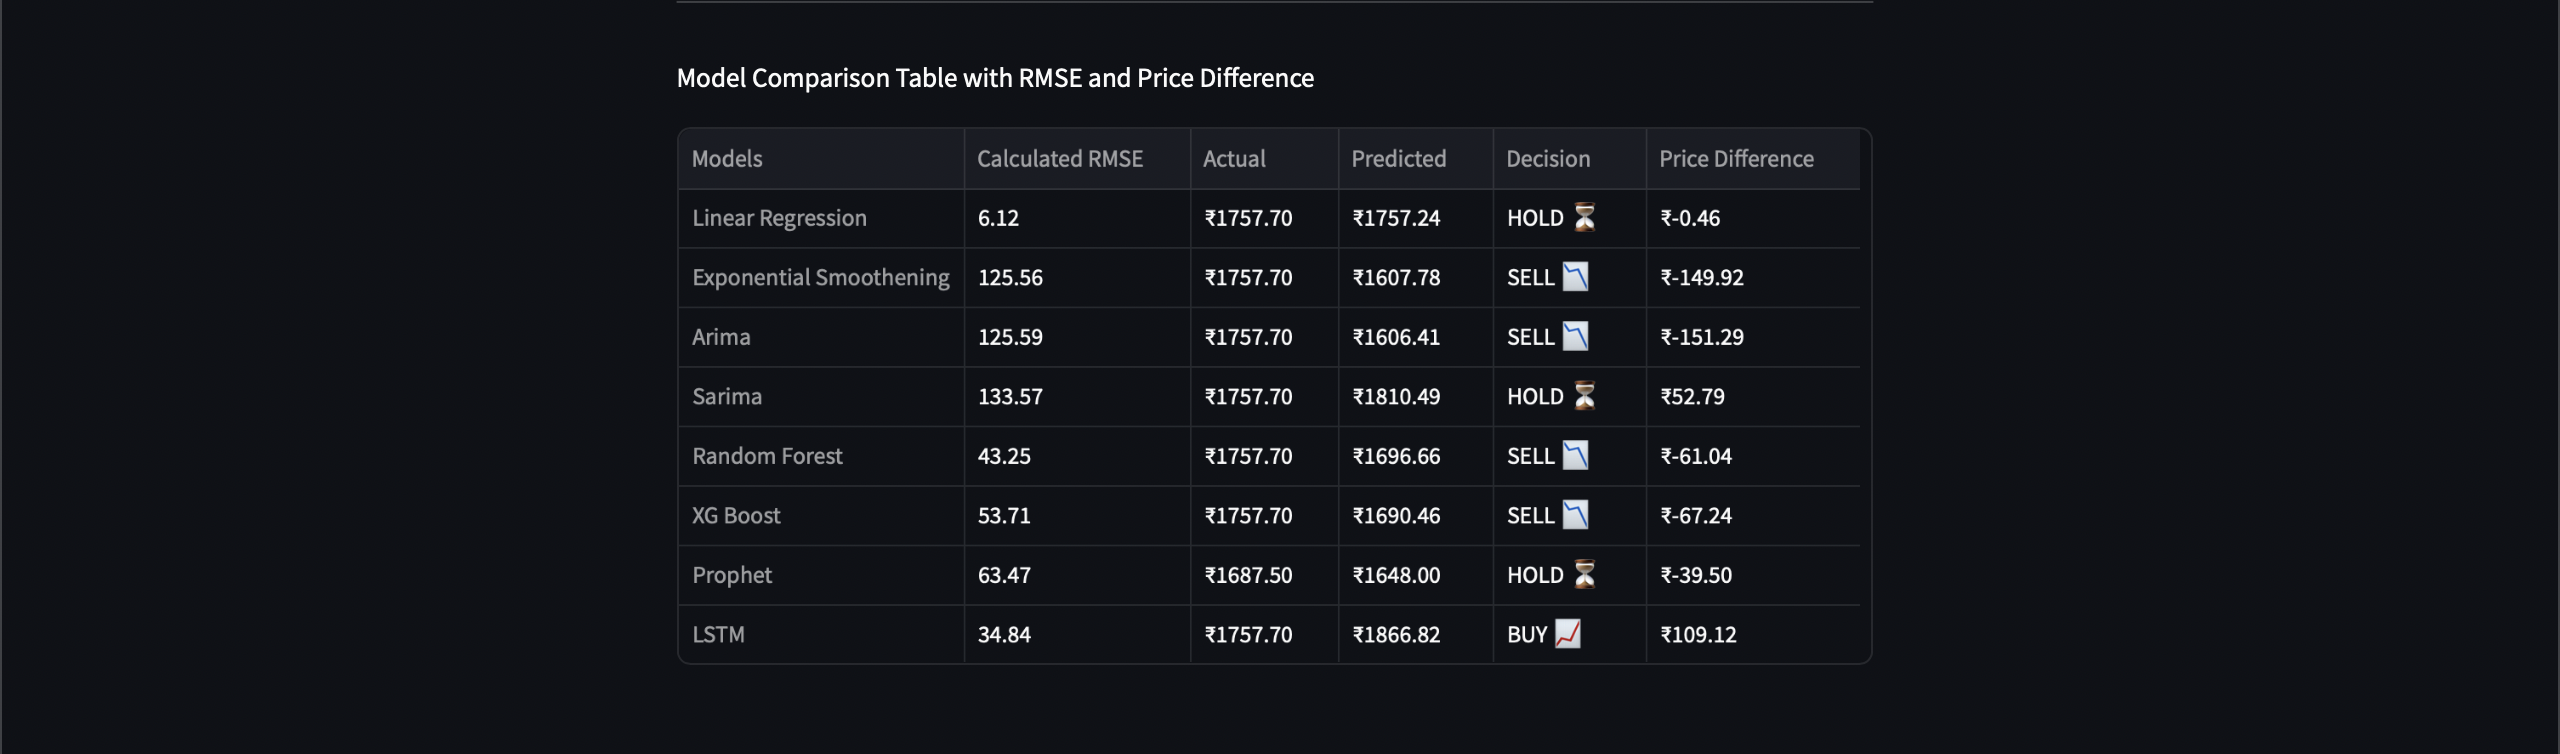 Model Comparison Table with RMSE and Price Difference
Models Calculated RMSE Actual Predicted Decision Price Difference
Linear Regression 6.12 ₹1757.70 ₹1757.24 HOLD ⏳ ₹-0.46
Exponential Smoothening 125.56 ₹1757.70 ₹1607.78 SELL 📉 ₹-149.92
Arima 125.59 ₹1757.70 ₹1606.41 SELL 📉 ₹-151.29
Sarima 133.57 ₹1757.70 ₹1810.49 HOLD ⏳ ₹52.79
Random Forest 43.25 ₹1757.70 ₹1696.66 SELL 📉 ₹-61.04
XG Boost 53.71 ₹1757.70 ₹1690.46 SELL 📉 ₹-67.24
Prophet 63.47 ₹1687.50 ₹1648.00 HOLD ⏳ ₹-39.50
LSTM 34.84 ₹1757.70 ₹1866.82 BUY 📈 ₹109.12